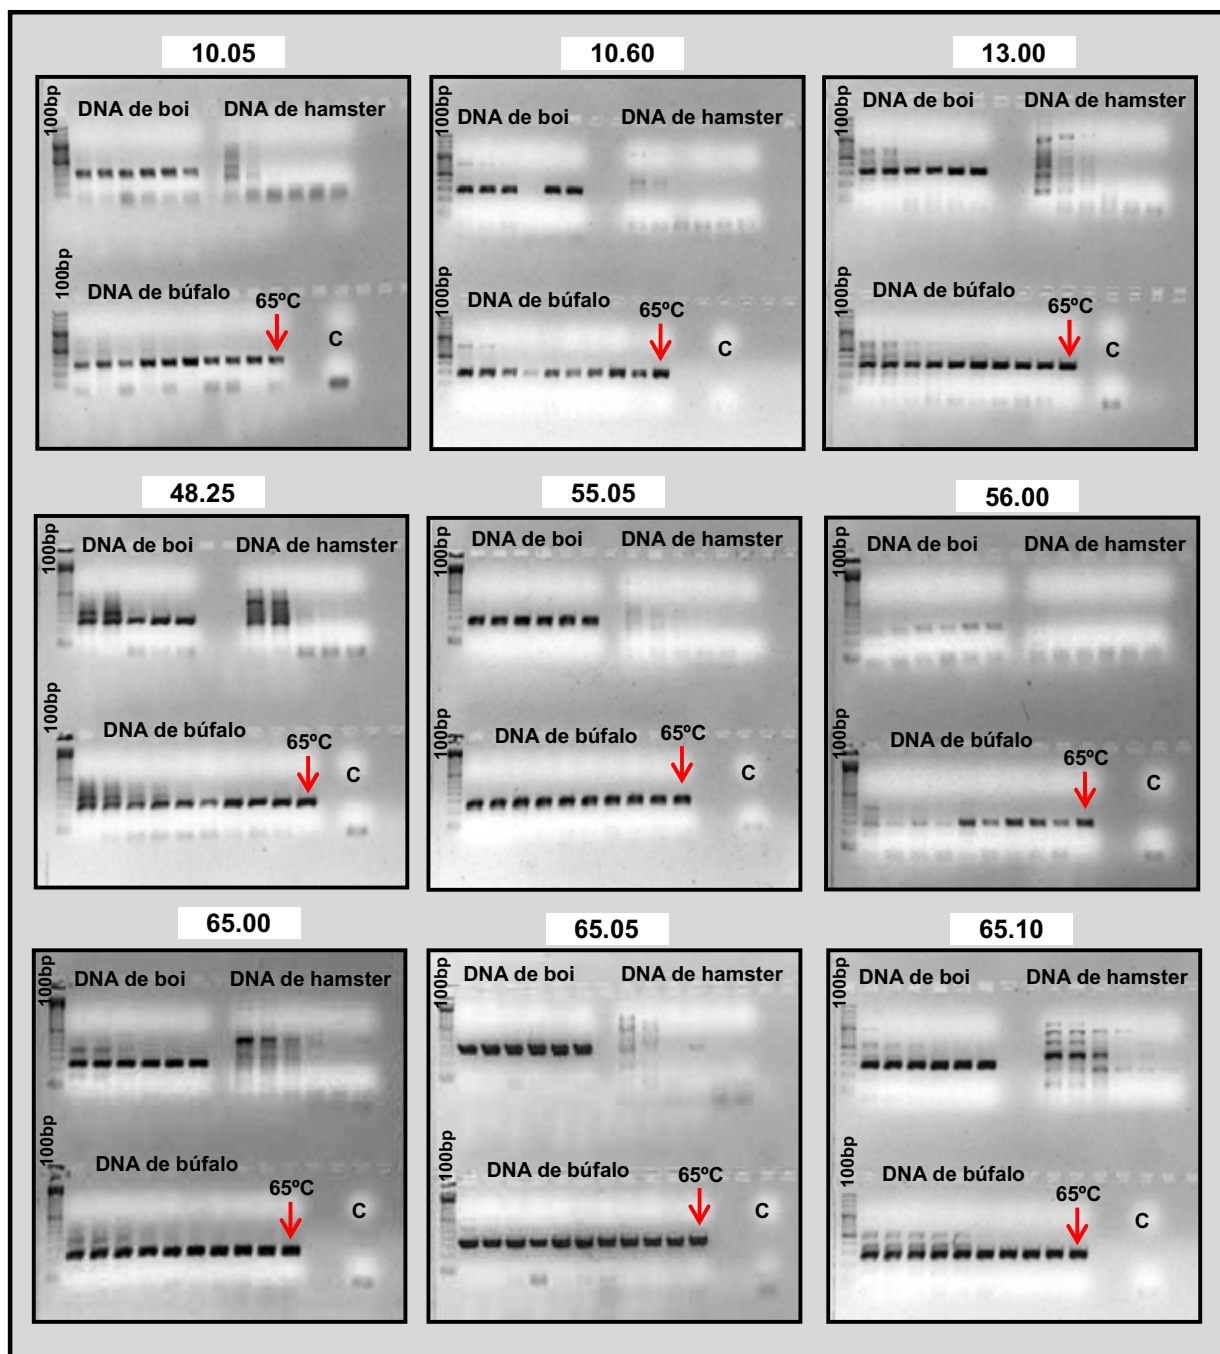 10.05
10.60
13.00
100bp
DNA de boi
DNA de hamster
100bp
DNA de búfalo
65ºC
C
100bp
DNA de boi
DNA de hamster
100bp
DNA de búfalo
65ºC
C
100bp
DNA de boi
DNA de hamster
100bp
DNA de búfalo
65ºC
C
48.25
55.05
56.00
100bp
DNA de boi
DNA de hamster
100bp
DNA de búfalo
65ºC
C
100bp
DNA de boi
DNA de hamster
100bp
DNA de búfalo
65ºC
C
100bp
DNA de boi
DNA de hamster
100bp
DNA de búfalo
65ºC
C
65.00
65.05
65.10
100bp
DNA de boi
DNA de hamster
100bp
DNA de búfalo
65ºC
C
100bp
DNA de boi
DNA de hamster
100bp
DNA de búfalo
65ºC
C
100bp
DNA de boi
DNA de hamster
100bp
DNA de búfalo
65ºC
C